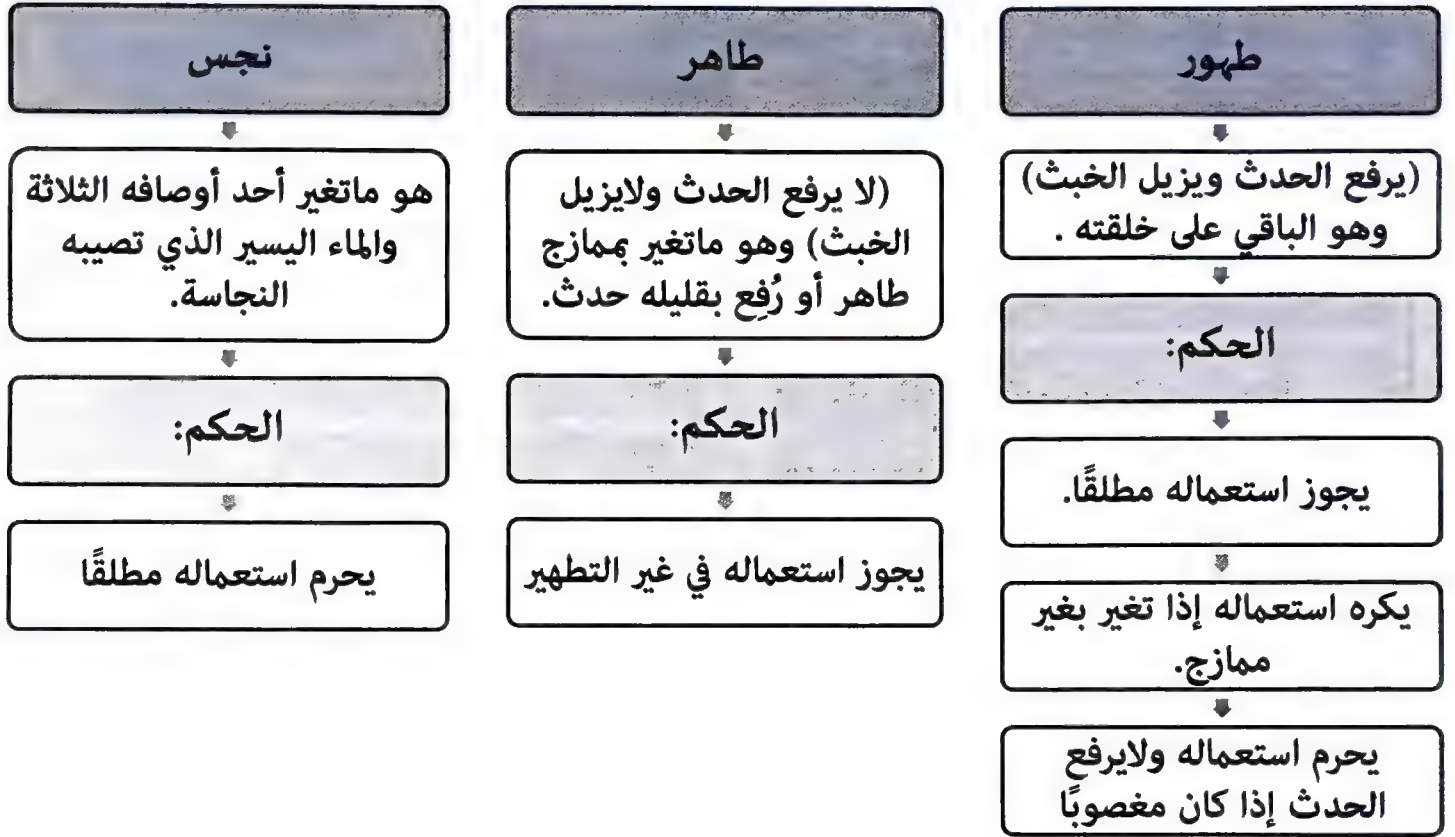 طهور
(يرفع الحدث ويزيل الخبث)
وهو الباقي على خلقته .
الحكم:
يجوز استعماله مطلقًا.
يكره استعماله إذا تغير بغير
ممازج.
يحرم استعماله ولايرفع
الحدث إذا كان مغصوبًا
طاهر
(لا يرفع الحدث ولايزيل
الخبث) وهو ماتغير بممازج
طاهر أو رُفِع بقليله حدث.
الحكم:
يجوز استعماله في غير التطهير
نجس
هو ماتغير أحد أوصافه الثلاثة
والماء اليسير الذي تصيبه
النجاسة.
الحكم:
يحرم استعماله مطلقًا